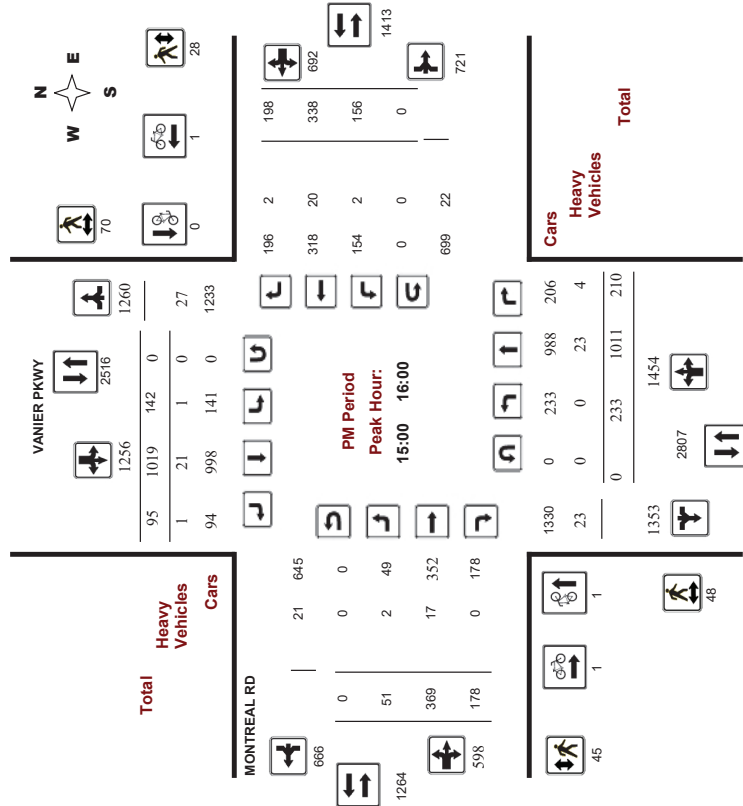 N
W E
S
70
28
0
1
VANIER PKWY
2516
1256
1260
95 1019 142 0
1 21 1 0 27
94 998 141 0 1233
Total
Heavy
Vehicles
Cars
1413
692
721
196 2 198
318 20 338
154 2 156
0 0 0
699 22
PM Period
Peak Hour:
15:00 16:00
MONTREAL RD
666
1264
598
21 645
0 0 0
51 2 49
369 17 352
178 0 178
Cars
Heavy
Vehicles
Total
1330 0 233 988 206
23 0 0 23 4
0 233 1011 210
1353
1454
2807
45
1
1
48